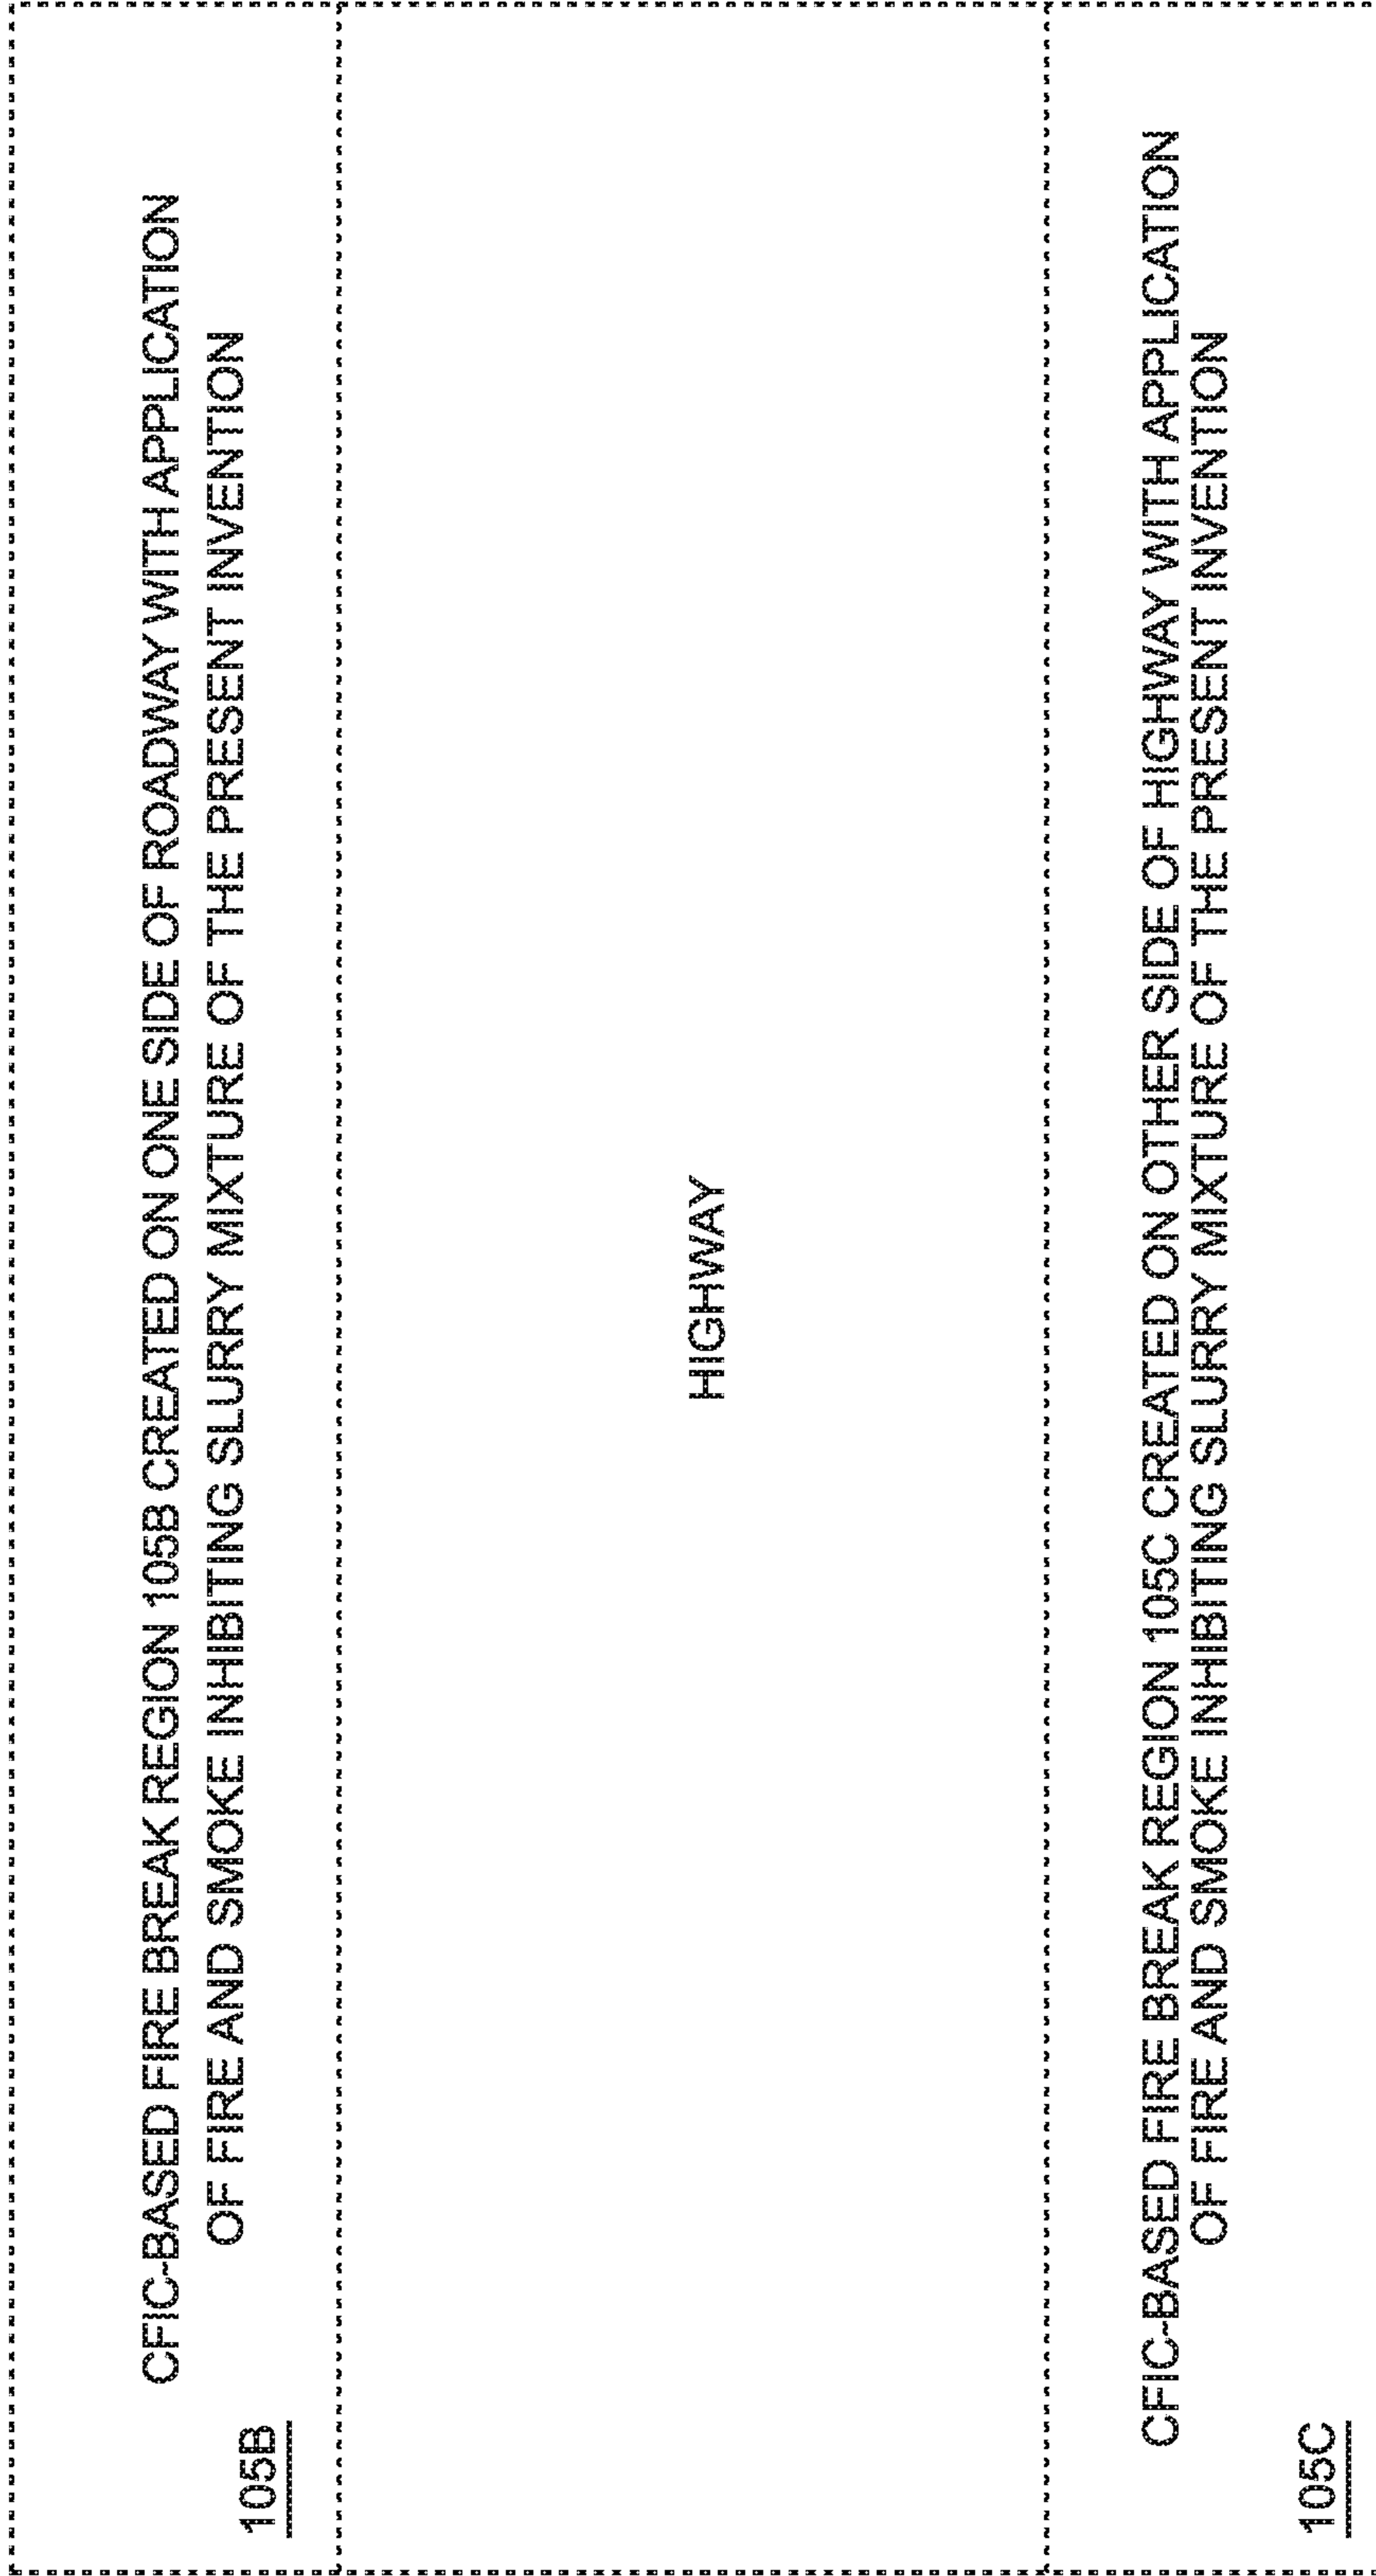 CFIC-BASED FIRE BREAK REGION 105B CREATED ON ONE SIDE OF ROADWAY WITH APPLICATION
OF FIRE AND SMOKE INHIBITING SLURRY MIXTURE OF THE PRESENT INVENTION
105B
HIGHWAY
CFIC-BASED FIRE BREAK REGION 105C CREATED ON OTHER SIDE OF HIGHWAY WITH APPLICATION
OF FIRE AND SMOKE INHIBITING SLURRY MIXTURE OF THE PRESENT INVENTION
105C